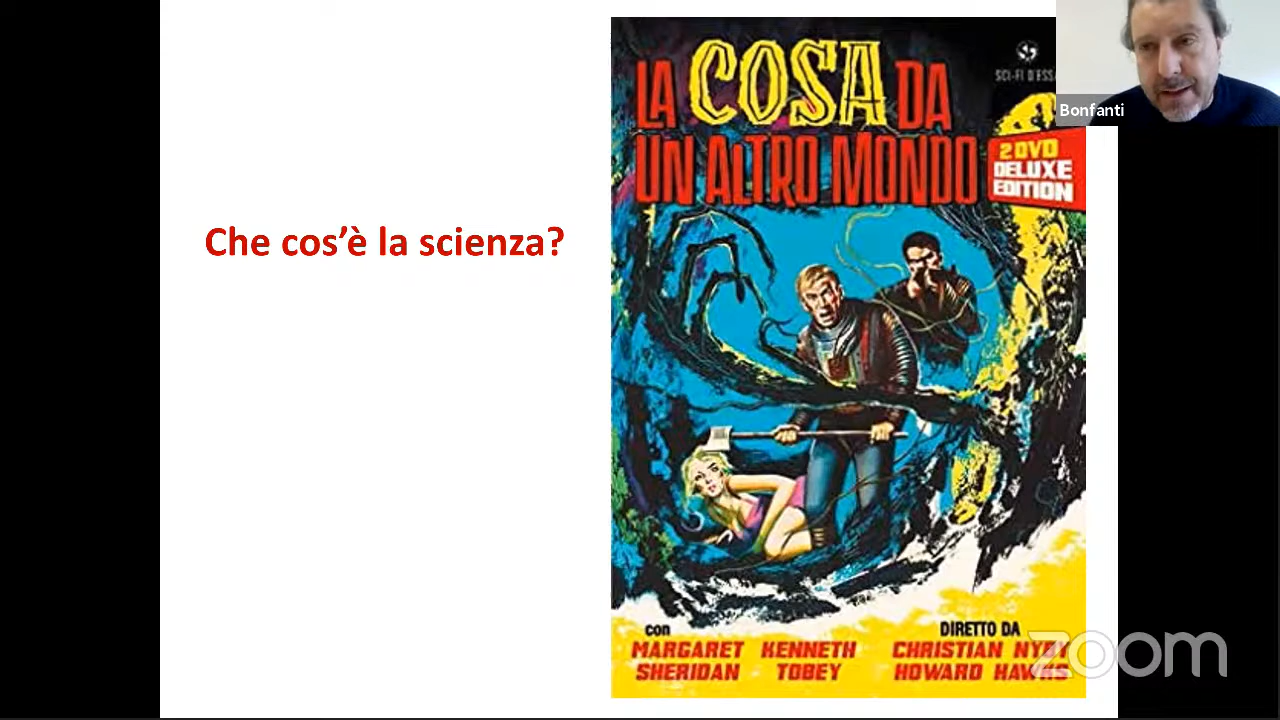 Che cos'è la scienza?
LA COSA DA
UN ALTRO MONDO
SCI-FI D'ESS
2 DVD
DELUXE
EDITION
Bonfanti
con
MARGARET
SHERIDAN
KENNETH
TOBEY
DIRETTO DA
CHRISTIAN NYBY
HOWARD HAWKS
zoom